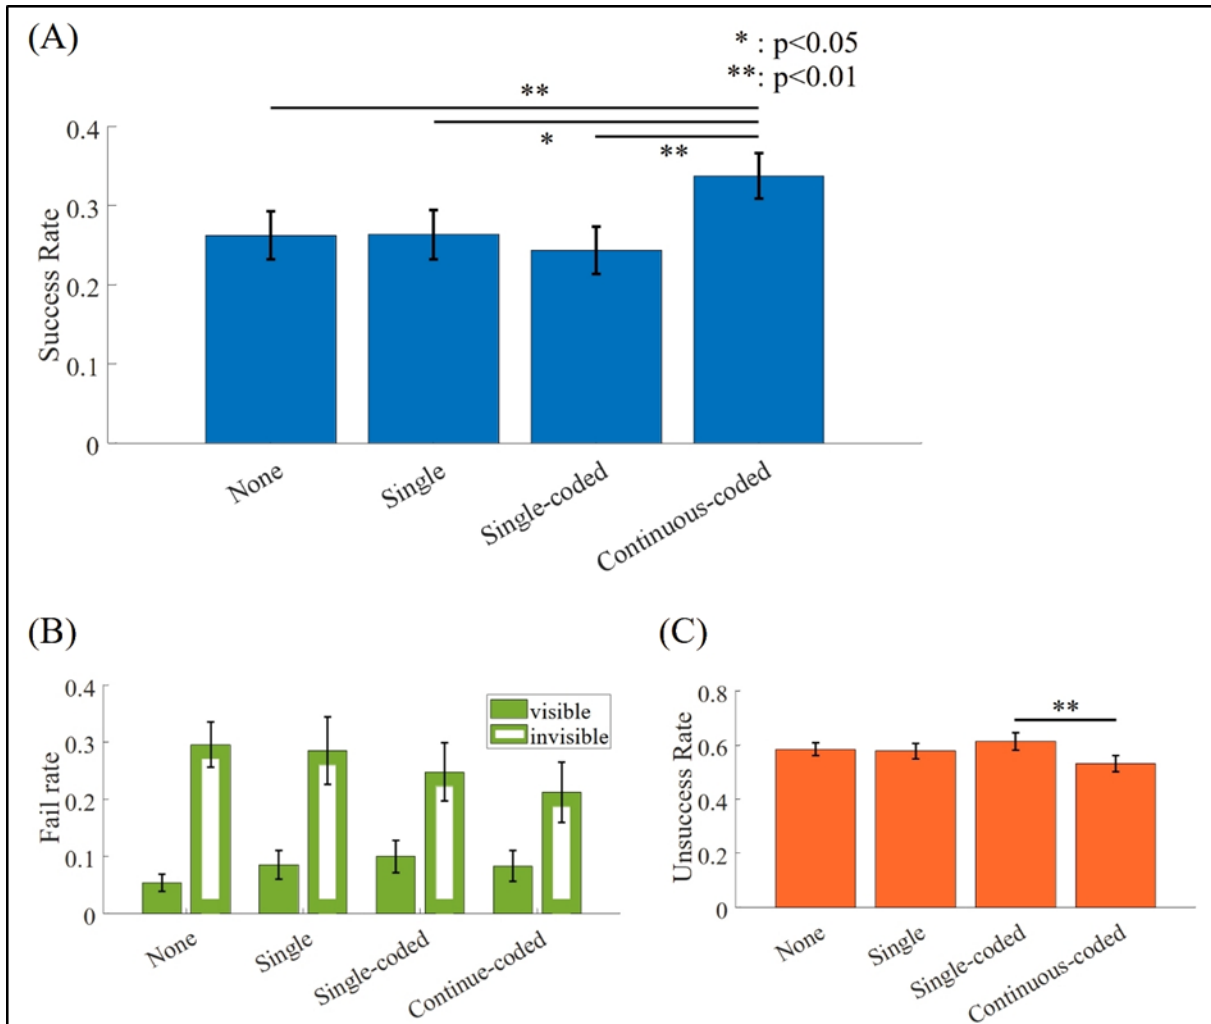 (A)
* : p<0.05
**: p<0.01
**
*
**
Success Rate
0.4
0.3
0.2
0.1
0
None
Single
Single-coded
Continuous-coded
(B)
Fail rate
0.4
0.3
0.2
0.1
0
visible
invisible
None
Single
Single-coded
Continue-coded
(C)
Unsuccess Rate
0.8
0.6
0.4
0.2
0
**
None
Single
Single-coded
Continuous-coded